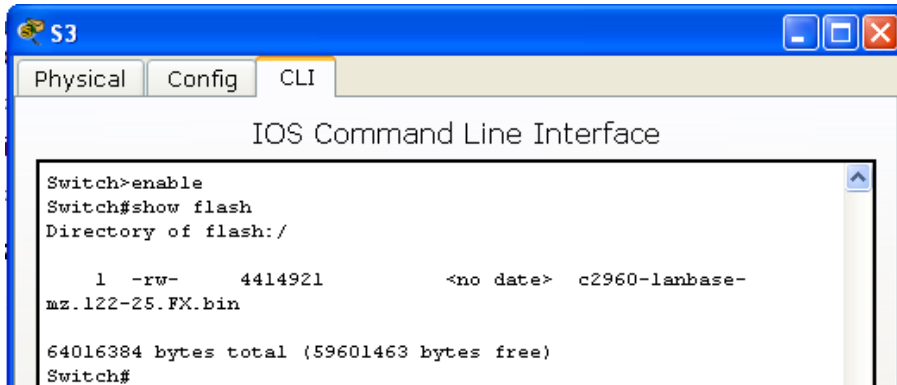 S3
Physical Config CLI
IOS Command Line Interface
Switch>enable
Switch#show flash
Directory of flash:/
1 -rw- 4414921 <no date> c2960-lanbase-
mz.122-25.FX.bin
64016384 bytes total (59601463 bytes free)
Switch#